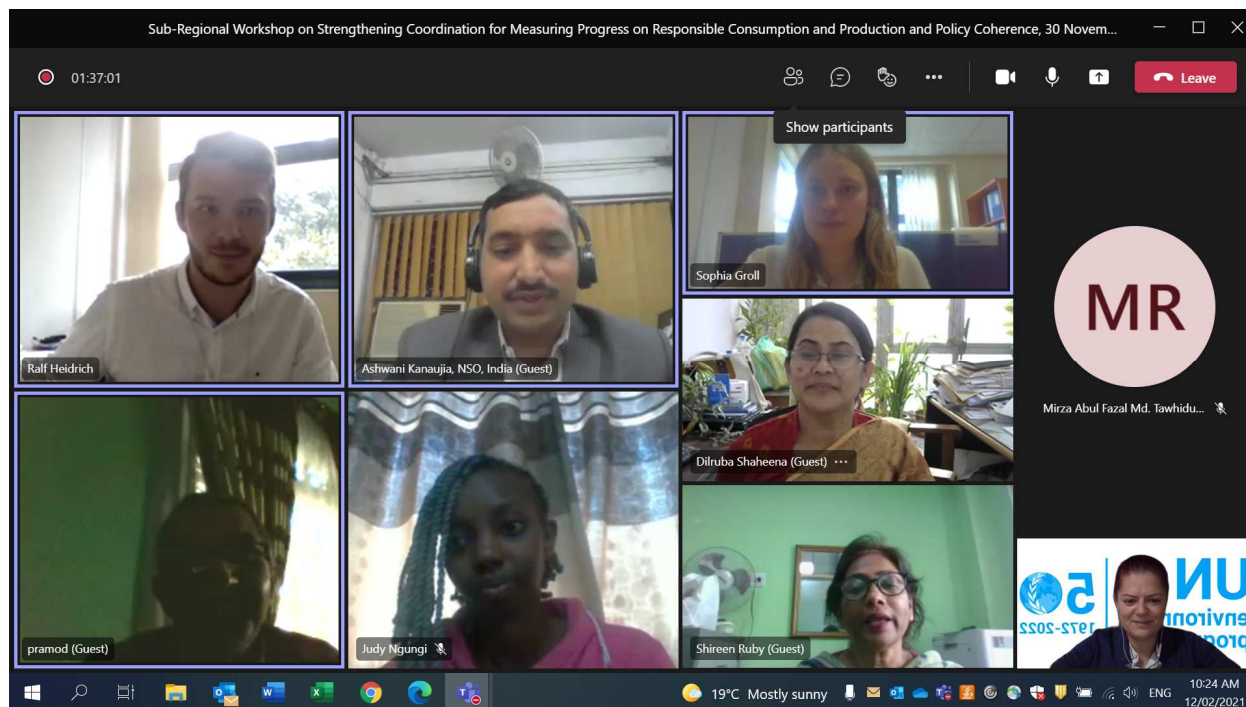 Sub-Regional Workshop on Strengthening Coordination for Measuring Progress on Responsible Consumption and Production and Policy Coherence, 30 Novem...
01:37:01
Leave
Show participants
Ralf Heidrich
Ashwani Kanaujia, NSO, India (Guest)
Sophia Groll
Dilruba Shaheena (Guest) ···
MR
Mirza Abul Fazal Md. Tawhidu...
pramod (Guest)
Judy Ngungi
Shireen Ruby (Guest)
50
1972-2022
UN
environm
prog
19°C Mostly sunny
ENG
10:24 AM
12/02/2021